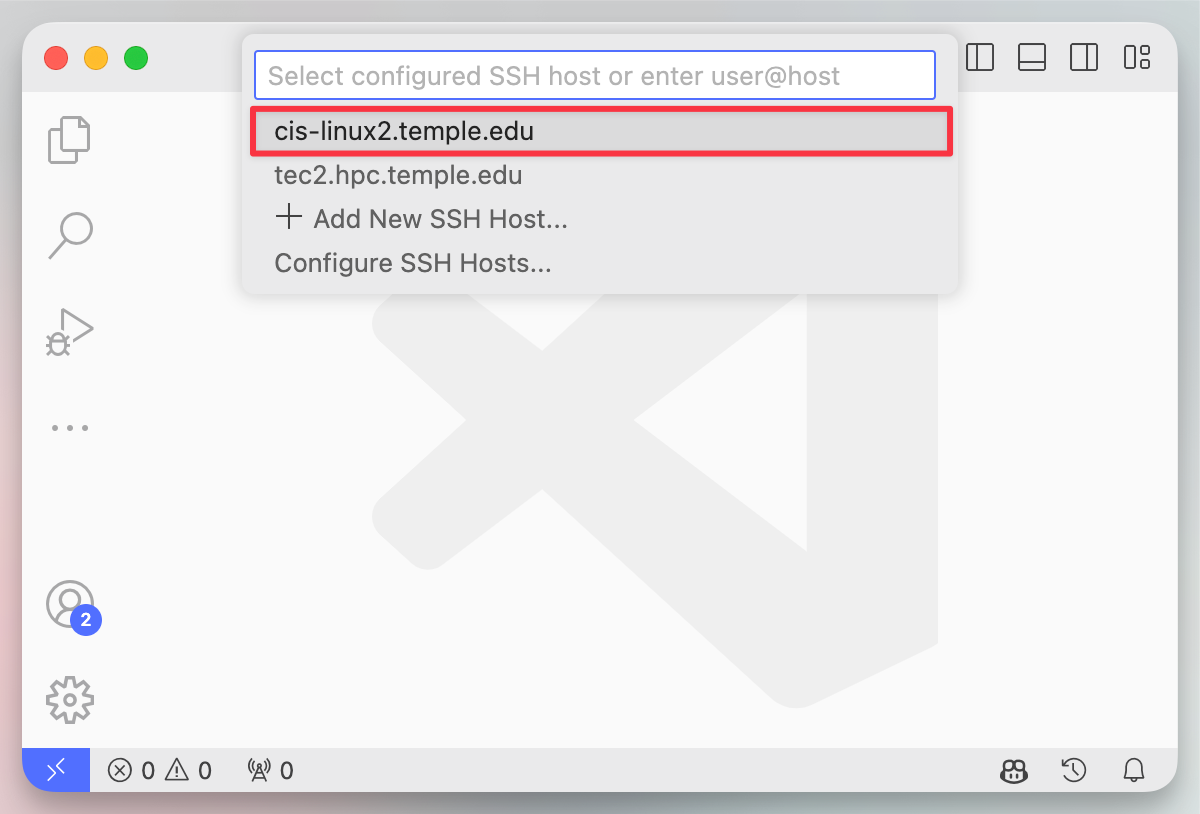 Select configured SSH host or enter user@host
cis-linux2.temple.edu
tec2.hpc.temple.edu
Add New SSH Host...
Configure SSH Hosts...
2
0 0 0